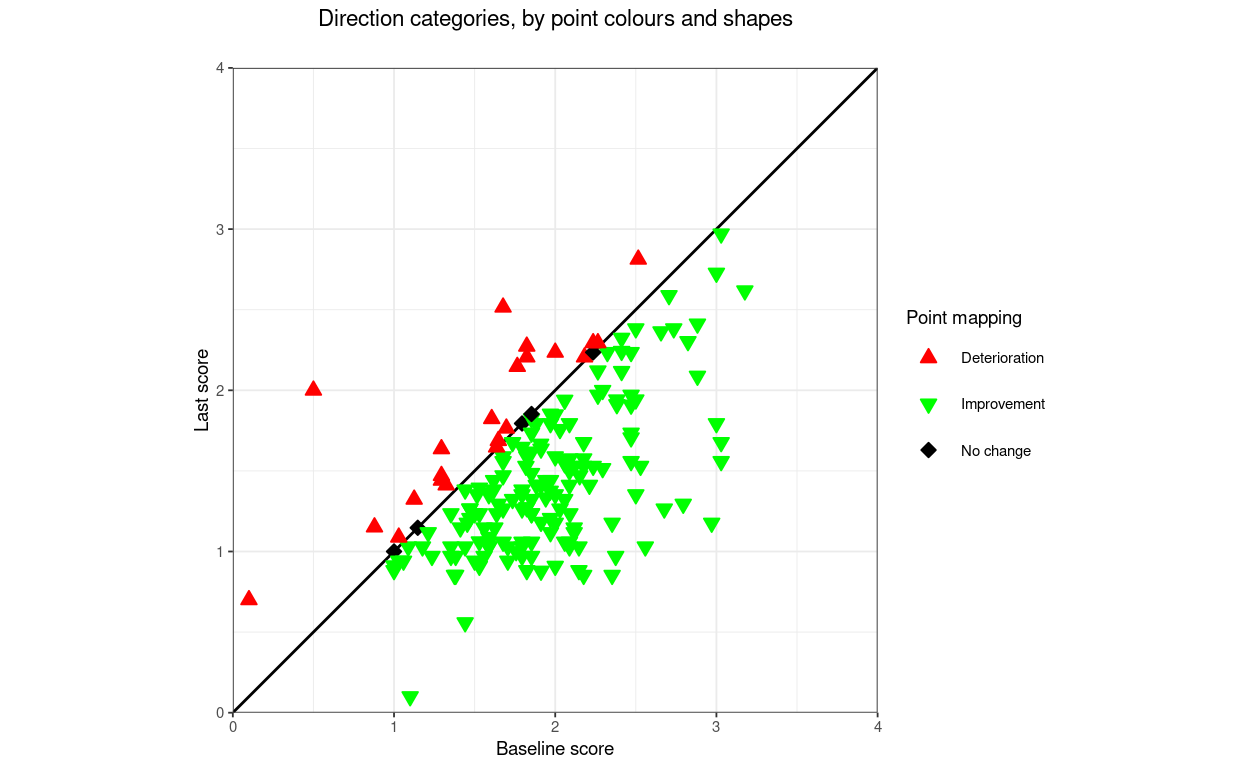 Direction categories, by point colours and shapes
4
3
2
1
0
0 1 2 3 4
Last score
Baseline score
Point mapping
Deterioration
Improvement
No change